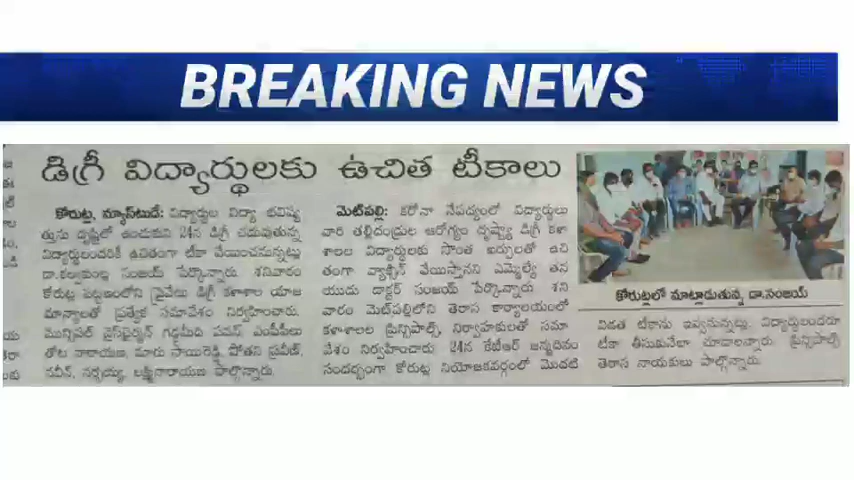 BREAKING NEWS
డిగ్రీ విద్యార్థులకు ఉచిత టీకాలు
కోరుట్ల, న్యూస్‌టుడే: విద్యార్థుల విద్యా భవిష్య
త్తును దృష్టిలో ఉంచుకుని 24న డిగ్రీ చదువుతున్న
విద్యార్థులందరికీ ఉచితంగా టీకా వేయించనున్నట్టు
డా.కల్వకుంట్ల సంజయ్ పేర్కొన్నారు. శనివారం
కోరుట్ల పట్టణంలోని ప్రైవేటు డిగ్రీ కళాశాల యాజ
మాన్యాలతో ప్రత్యేక సమావేశం నిర్వహించారు.
మున్సిపల్ వైస్‌ఛైర్మన్ గడ్డమీది పవన్, ఎంపీపీలు
తోట నారాయణ, మారు సాయిరెడ్డి, పోతని ప్రవీణ్,
నవీన్, నర్సయ్య, లక్ష్మీనారాయణ పాల్గొన్నారు.
మెట్‌పల్లి: కరోనా నేపథ్యంలో విద్యార్థులు
వారి తల్లిదండ్రుల ఆరోగ్యం దృష్ట్యా డిగ్రీ కళా
శాలల విద్యార్థులకు సొంత ఖర్చులతో ఉచి
తంగా వ్యాక్సిన్ వేయిస్తానని ఎమ్మెల్యే తన
యుడు డాక్టర్ సంజయ్ పేర్కొన్నారు. శని
వారం మెట్‌పల్లిలోని తెరాస కార్యాలయంలో
కళాశాలల ప్రిన్సిపాల్స్, నిర్వాహకులతో సమా
వేశం నిర్వహించారు. 24న కేటీఆర్ జన్మదినం
సందర్భంగా కోరుట్ల నియోజకవర్గంలో మొదటి
కోరుట్లలో మాట్లాడుతున్న డా.సంజయ్
విడత టీకాను ఇవ్వనున్నట్టు, విద్యార్థులందరూ
టీకా తీసుకునేలా చూడాలన్నారు. ప్రిన్సిపాల్స్
తెరాస నాయకులు పాల్గొన్నారు.